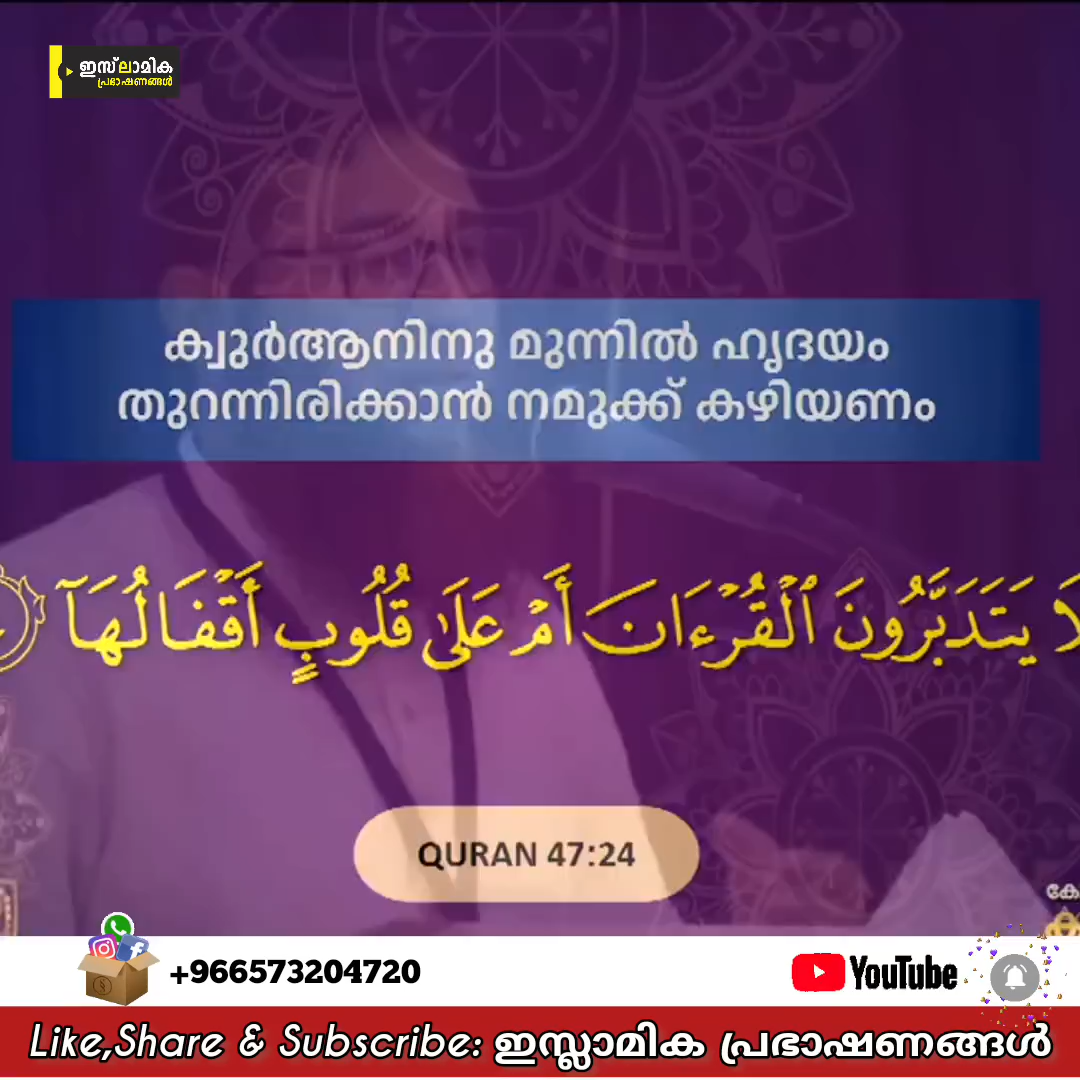 ഇസ്‌ലാമിക
പ്രഭാഷണങ്ങൾ
ക്വുർആനിനു മുന്നിൽ ഹൃദയം
തുറന്നിരിക്കാൻ നമുക്ക് കഴിയണം
لَا يَتَدَبَّرُونَ ٱلْقُرْءَانَ أَمْ عَلَىٰ قُلُوبٍ أَقْفَالُهَآ
QURAN 47:24
കേ
+966573204720
YouTube
Like,Share & Subscribe: ഇസ്ലാമിക പ്രഭാഷണങ്ങൾ